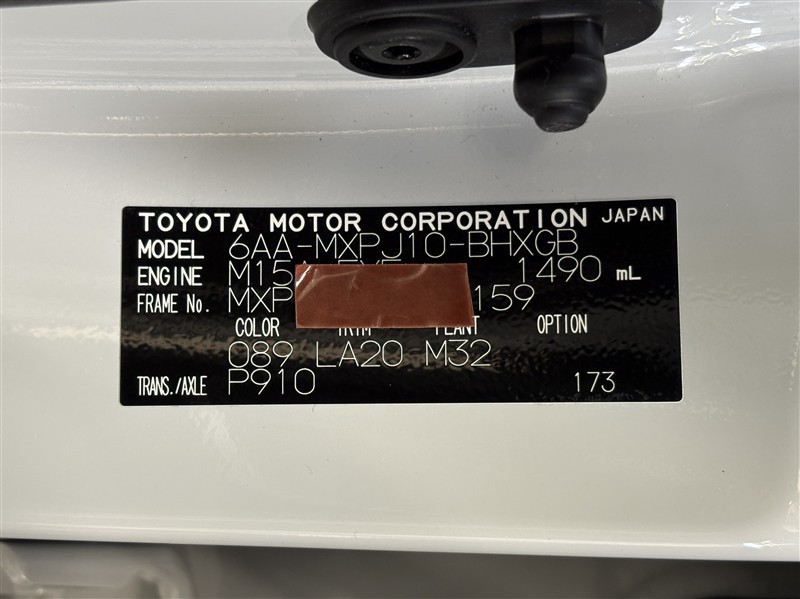 TOYOTA MOTOR CORPORATION JAPAN
MODEL 6AA-MXPJ10-BHXGB
ENGINE 1490 mL
FRAME No. MXP 159
COLOR OPTION
089 LA20 M32
TRANS./AXLE P910 173